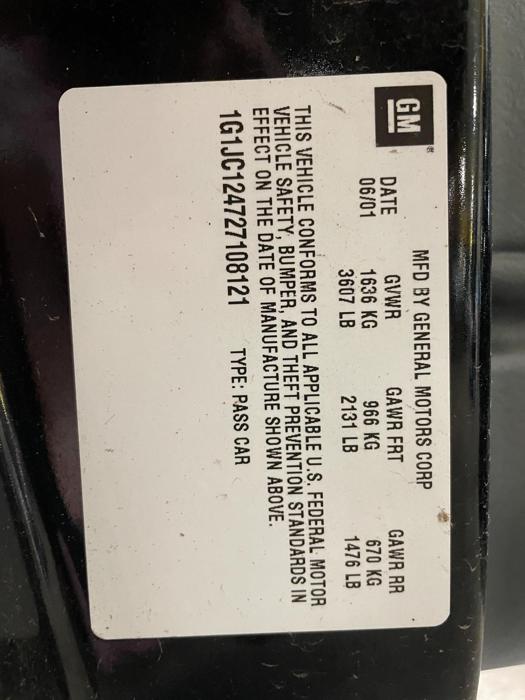 GM
MFD BY GENERAL MOTORS CORP
DATE GVWR GAWR FRT GAWR RR
06/01 1636 KG 966 KG 670 KG
3607 LB 2131 LB 1476 LB
THIS VEHICLE CONFORMS TO ALL APPLICABLE U.S. FEDERAL MOTOR
VEHICLE SAFETY, BUMPER, AND THEFT PREVENTION STANDARDS IN
EFFECT ON THE DATE OF MANUFACTURE SHOWN ABOVE.
1G1JC124727108121 TYPE: PASS CAR